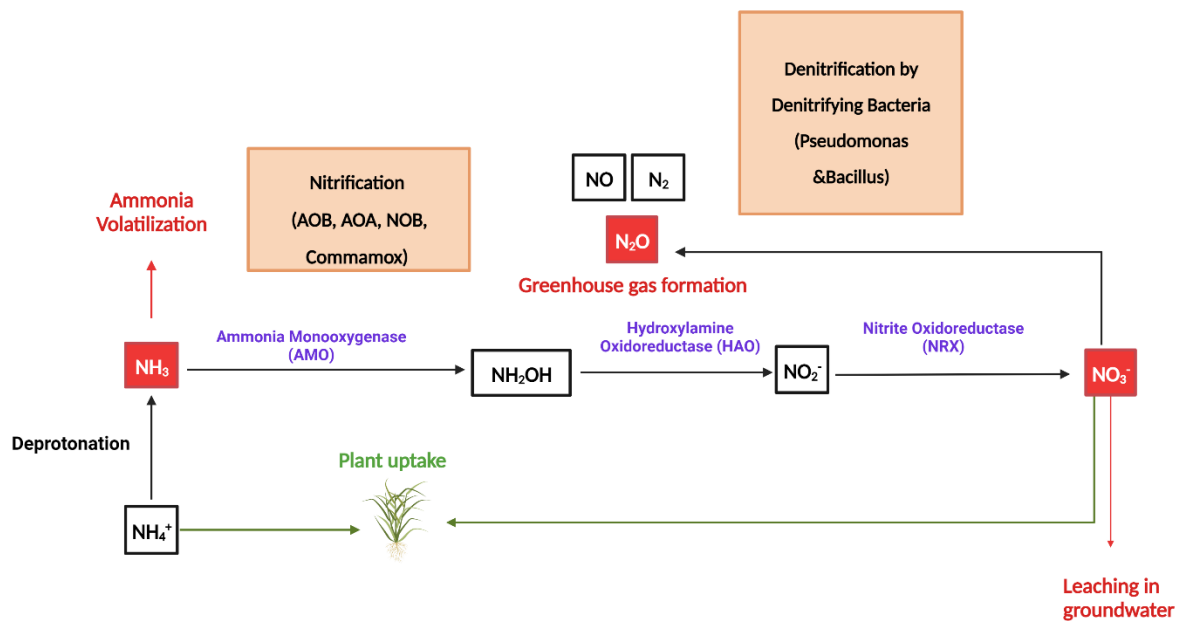 Denitrification by
Denitrifying Bacteria
(Pseudomonas
&Bacillus)
Nitrification
(AOB, AOA, NOB,
Commamox)
NO
N₂
Ammonia
Volatilization
N₂O
Greenhouse gas formation
Ammonia Monooxygenase
(AMO)
Hydroxylamine
Oxidoreductase (HAO)
Nitrite Oxidoreductase
(NRX)
NH₃
NH₂OH
NO₂⁻
NO₃⁻
Deprotonation
Plant uptake
NH₄⁺
Leaching in
groundwater